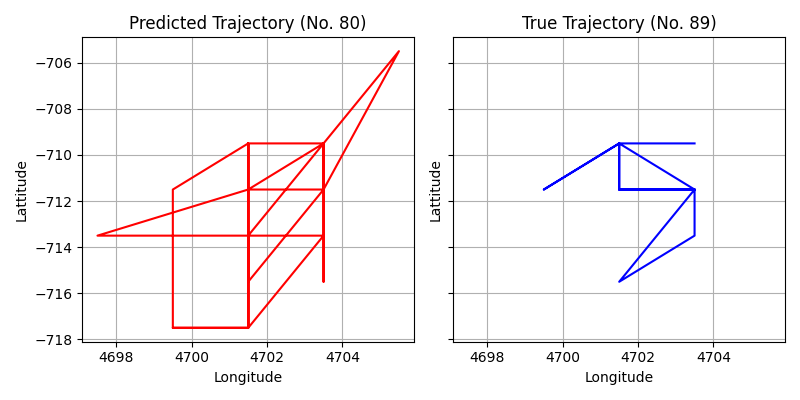 Predicted Trajectory (No. 80)
True Trajectory (No. 89)
−706
−708
−710
−712
−714
−716
−718
Lattitude
Lattitude
4698 4700 4702 4704
4698 4700 4702 4704
Longitude
Longitude